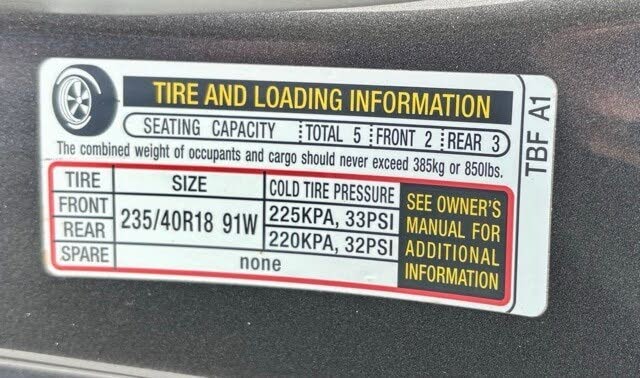 TIRE AND LOADING INFORMATION
SEATING CAPACITY TOTAL 5 FRONT 2 REAR 3
The combined weight of occupants and cargo should never exceed 385kg or 850lbs.
TIRE SIZE COLD TIRE PRESSURE
FRONT 235/40R18 91W 225KPA, 33PSI
REAR 220KPA, 32PSI
SPARE none
SEE OWNER'S
MANUAL FOR
ADDITIONAL
INFORMATION
TBF A1